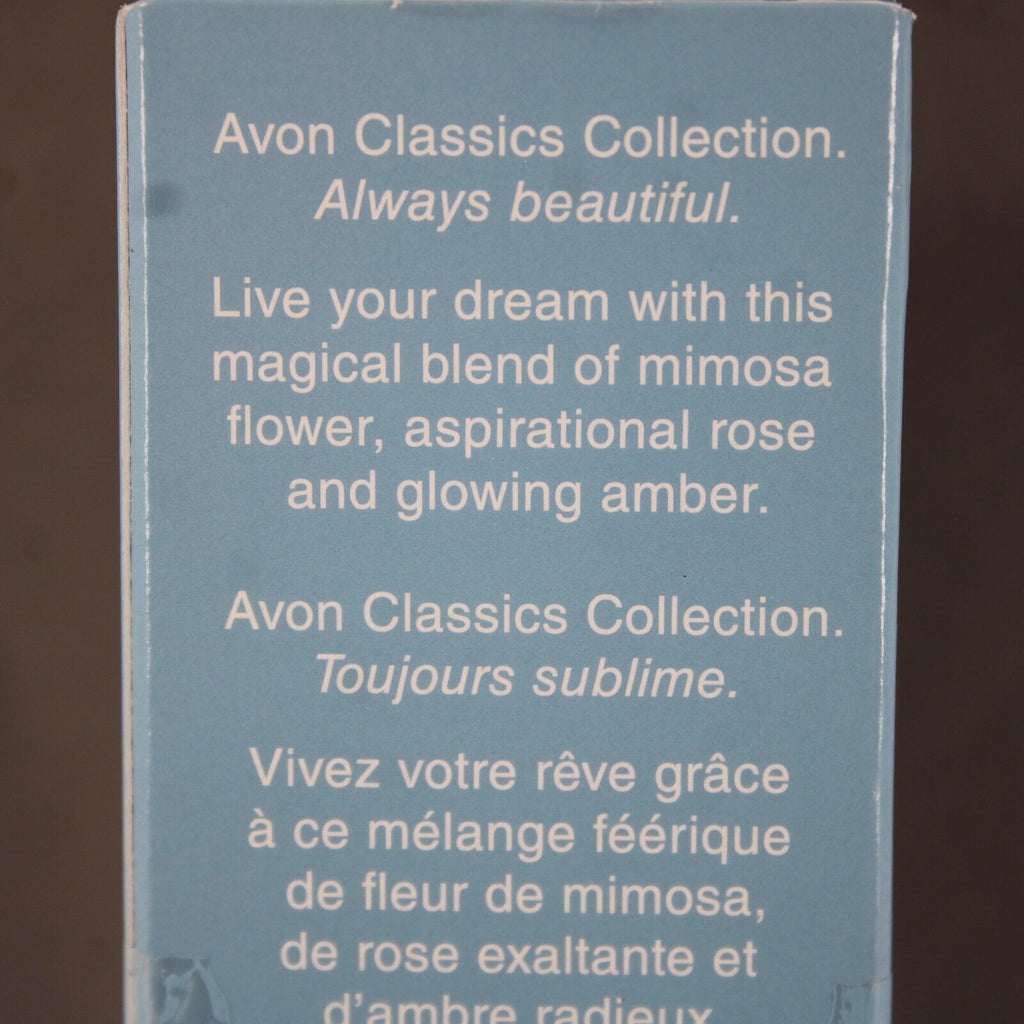 Avon Classics Collection.
Always beautiful.
Live your dream with this
magical blend of mimosa
flower, aspirational rose
and glowing amber.
Avon Classics Collection.
Toujours sublime.
Vivez votre rêve grâce
à ce mélange féérique
de fleur de mimosa,
de rose exaltante et
d'ambre radieux